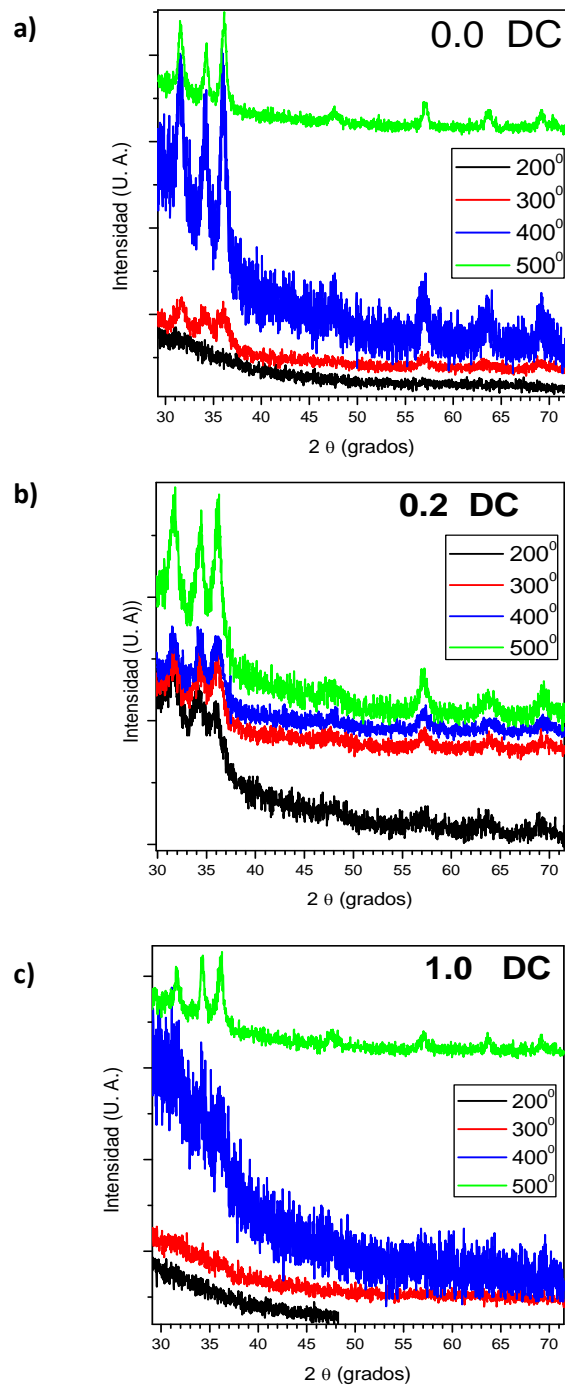 a)
0.0 DC
Intensidad (U. A.)
200⁰
300⁰
400⁰
500⁰
30 35 40 45 50 55 60 65 70
2 θ (grados)
b)
0.2 DC
Intensidad (U. A))
200⁰
300⁰
400⁰
500⁰
30 35 40 45 50 55 60 65 70
2 θ (grados)
c)
1.0 DC
Intensidad (U. A.)
200⁰
300⁰
400⁰
500⁰
30 35 40 45 50 55 60 65 70
2 θ (grados)